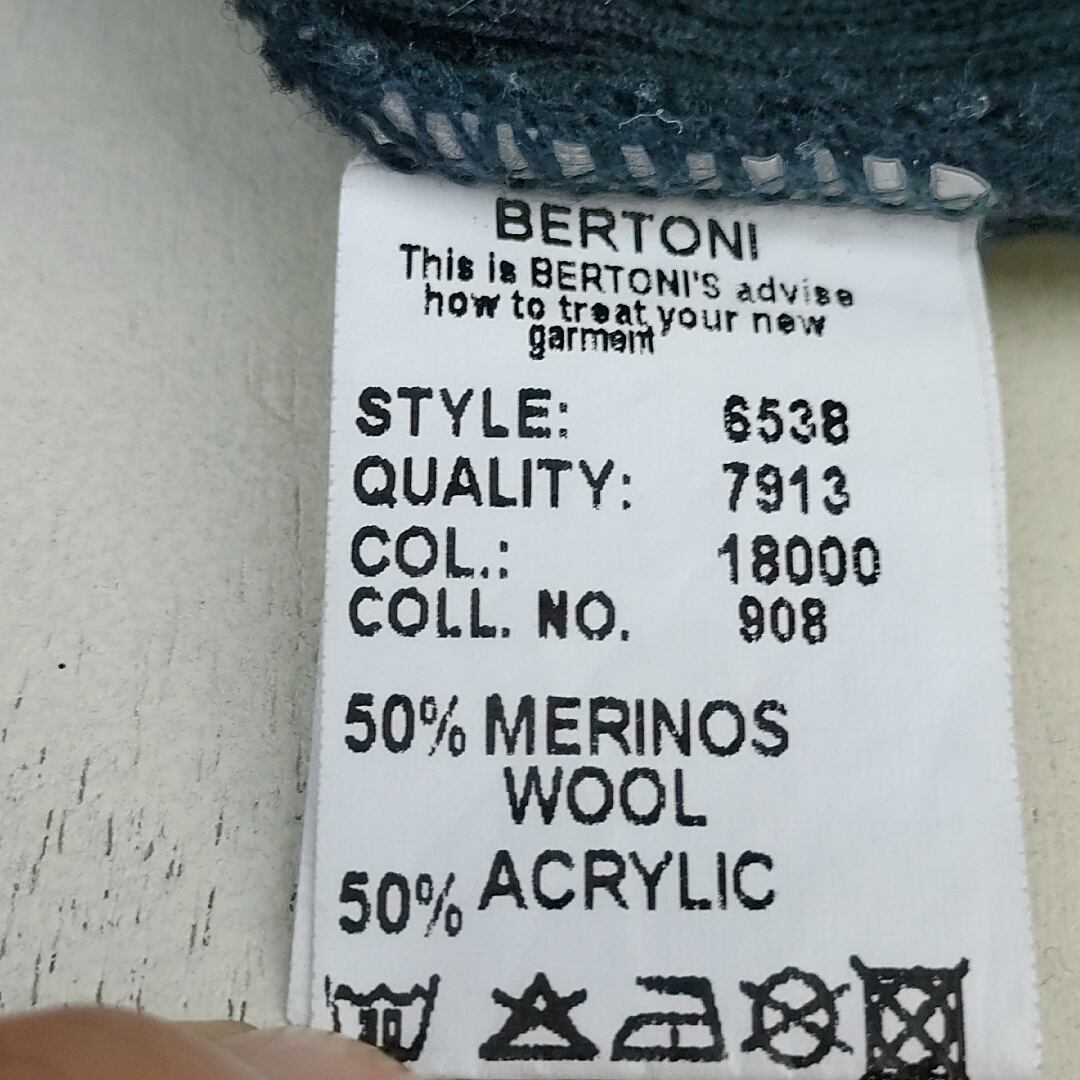 BERTONI
This is BERTONI'S advise
how to treat your new
garment
STYLE: 6538
QUALITY: 7913
COL.: 18000
COLL. NO. 908
50% MERINOS
WOOL
50% ACRYLIC